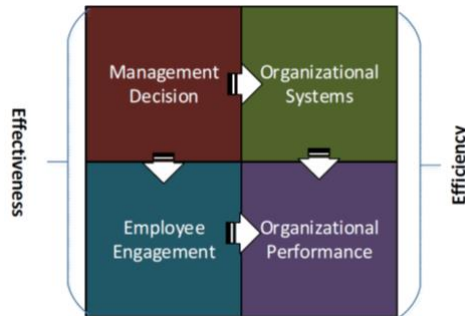 Management
Decision
Organizational
Systems
Effectiveness
Efficiency
Employee
Engagement
Organizational
Performance